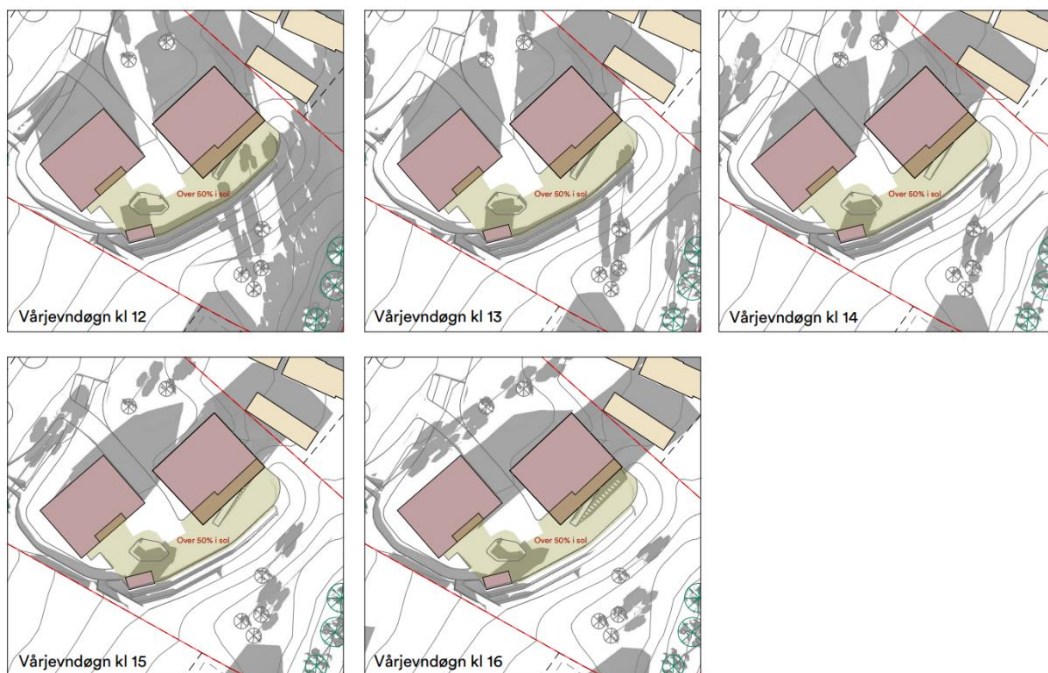 Over 50% i sol
Vårjevndøgn kl 12
Over 50% i sol
Vårjevndøgn kl 13
Over 50% i sol
Vårjevndøgn kl 14
Over 50% i sol
Vårjevndøgn kl 15
Over 50% i sol
Vårjevndøgn kl 16